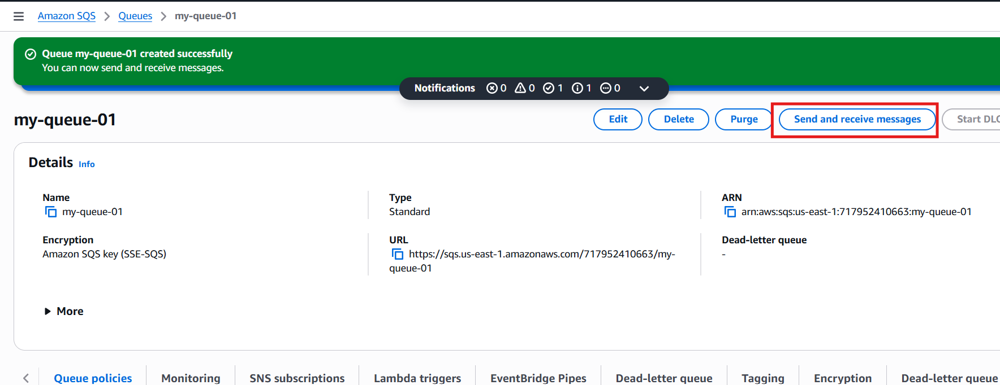 Amazon SQS > Queues > my-queue-01
Queue my-queue-01 created successfully
You can now send and receive messages.
Notifications 0 0 1 1 0
my-queue-01
Edit Delete Purge Send and receive messages Start DLQ
Details Info
Name
my-queue-01
Type
Standard
ARN
arn:aws:sqs:us-east-1:717952410663:my-queue-01
Encryption
Amazon SQS key (SSE-SQS)
URL
https://sqs.us-east-1.amazonaws.com/717952410663/my-
queue-01
Dead-letter queue
-
More
Queue policies Monitoring SNS subscriptions Lambda triggers EventBridge Pipes Dead-letter queue Tagging Encryption Dead-letter queue